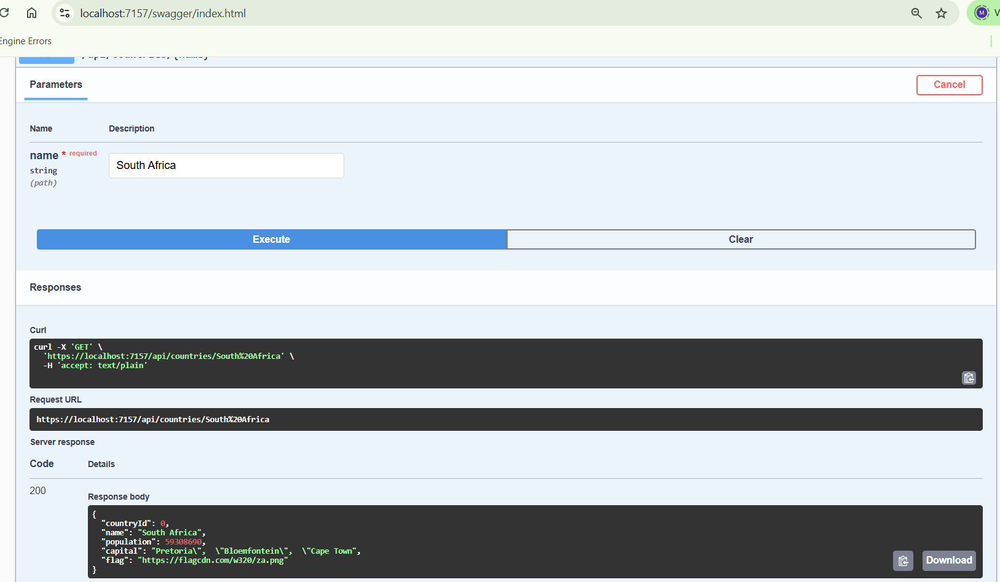 localhost:7157/swagger/index.html
M
Engine Errors
Parameters
Cancel
Name Description
name * required
string
(path)
South Africa
Execute Clear
Responses
Curl
curl -X 'GET' \
'https://localhost:7157/api/countries/South%20Africa' \
-H 'accept: text/plain'
Request URL
https://localhost:7157/api/countries/South%20Africa
Server response
Code Details
200
Response body
{
"countryId": 0,
"name": "South Africa",
"population": 59308690,
"capital": "Pretoria\", \"Bloemfontein\", \"Cape Town",
"flag": "https://flagcdn.com/w320/za.png"
}
Download